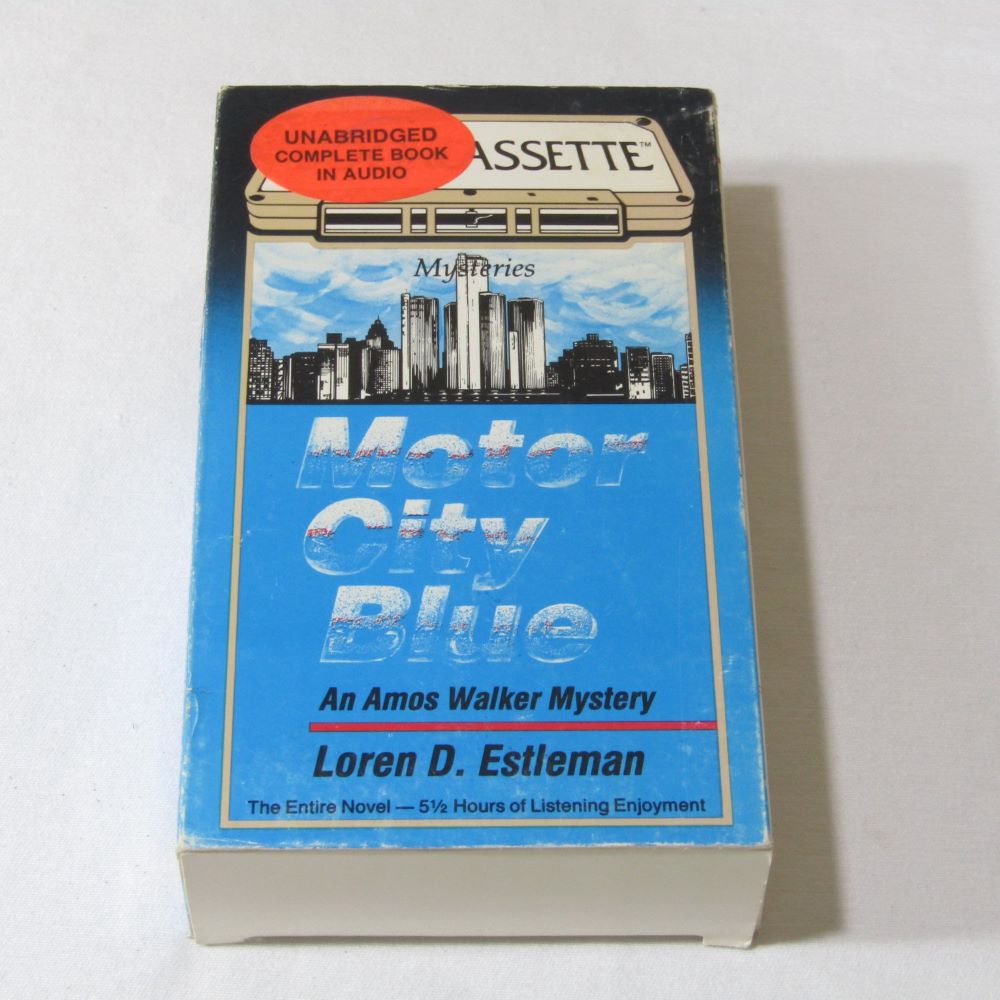 UNABRIDGED
COMPLETE BOOK
IN AUDIO
ASSETTE™
Mysteries
Motor
City
Blue
An Amos Walker Mystery
Loren D. Estleman
The Entire Novel — 5½ Hours of Listening Enjoyment